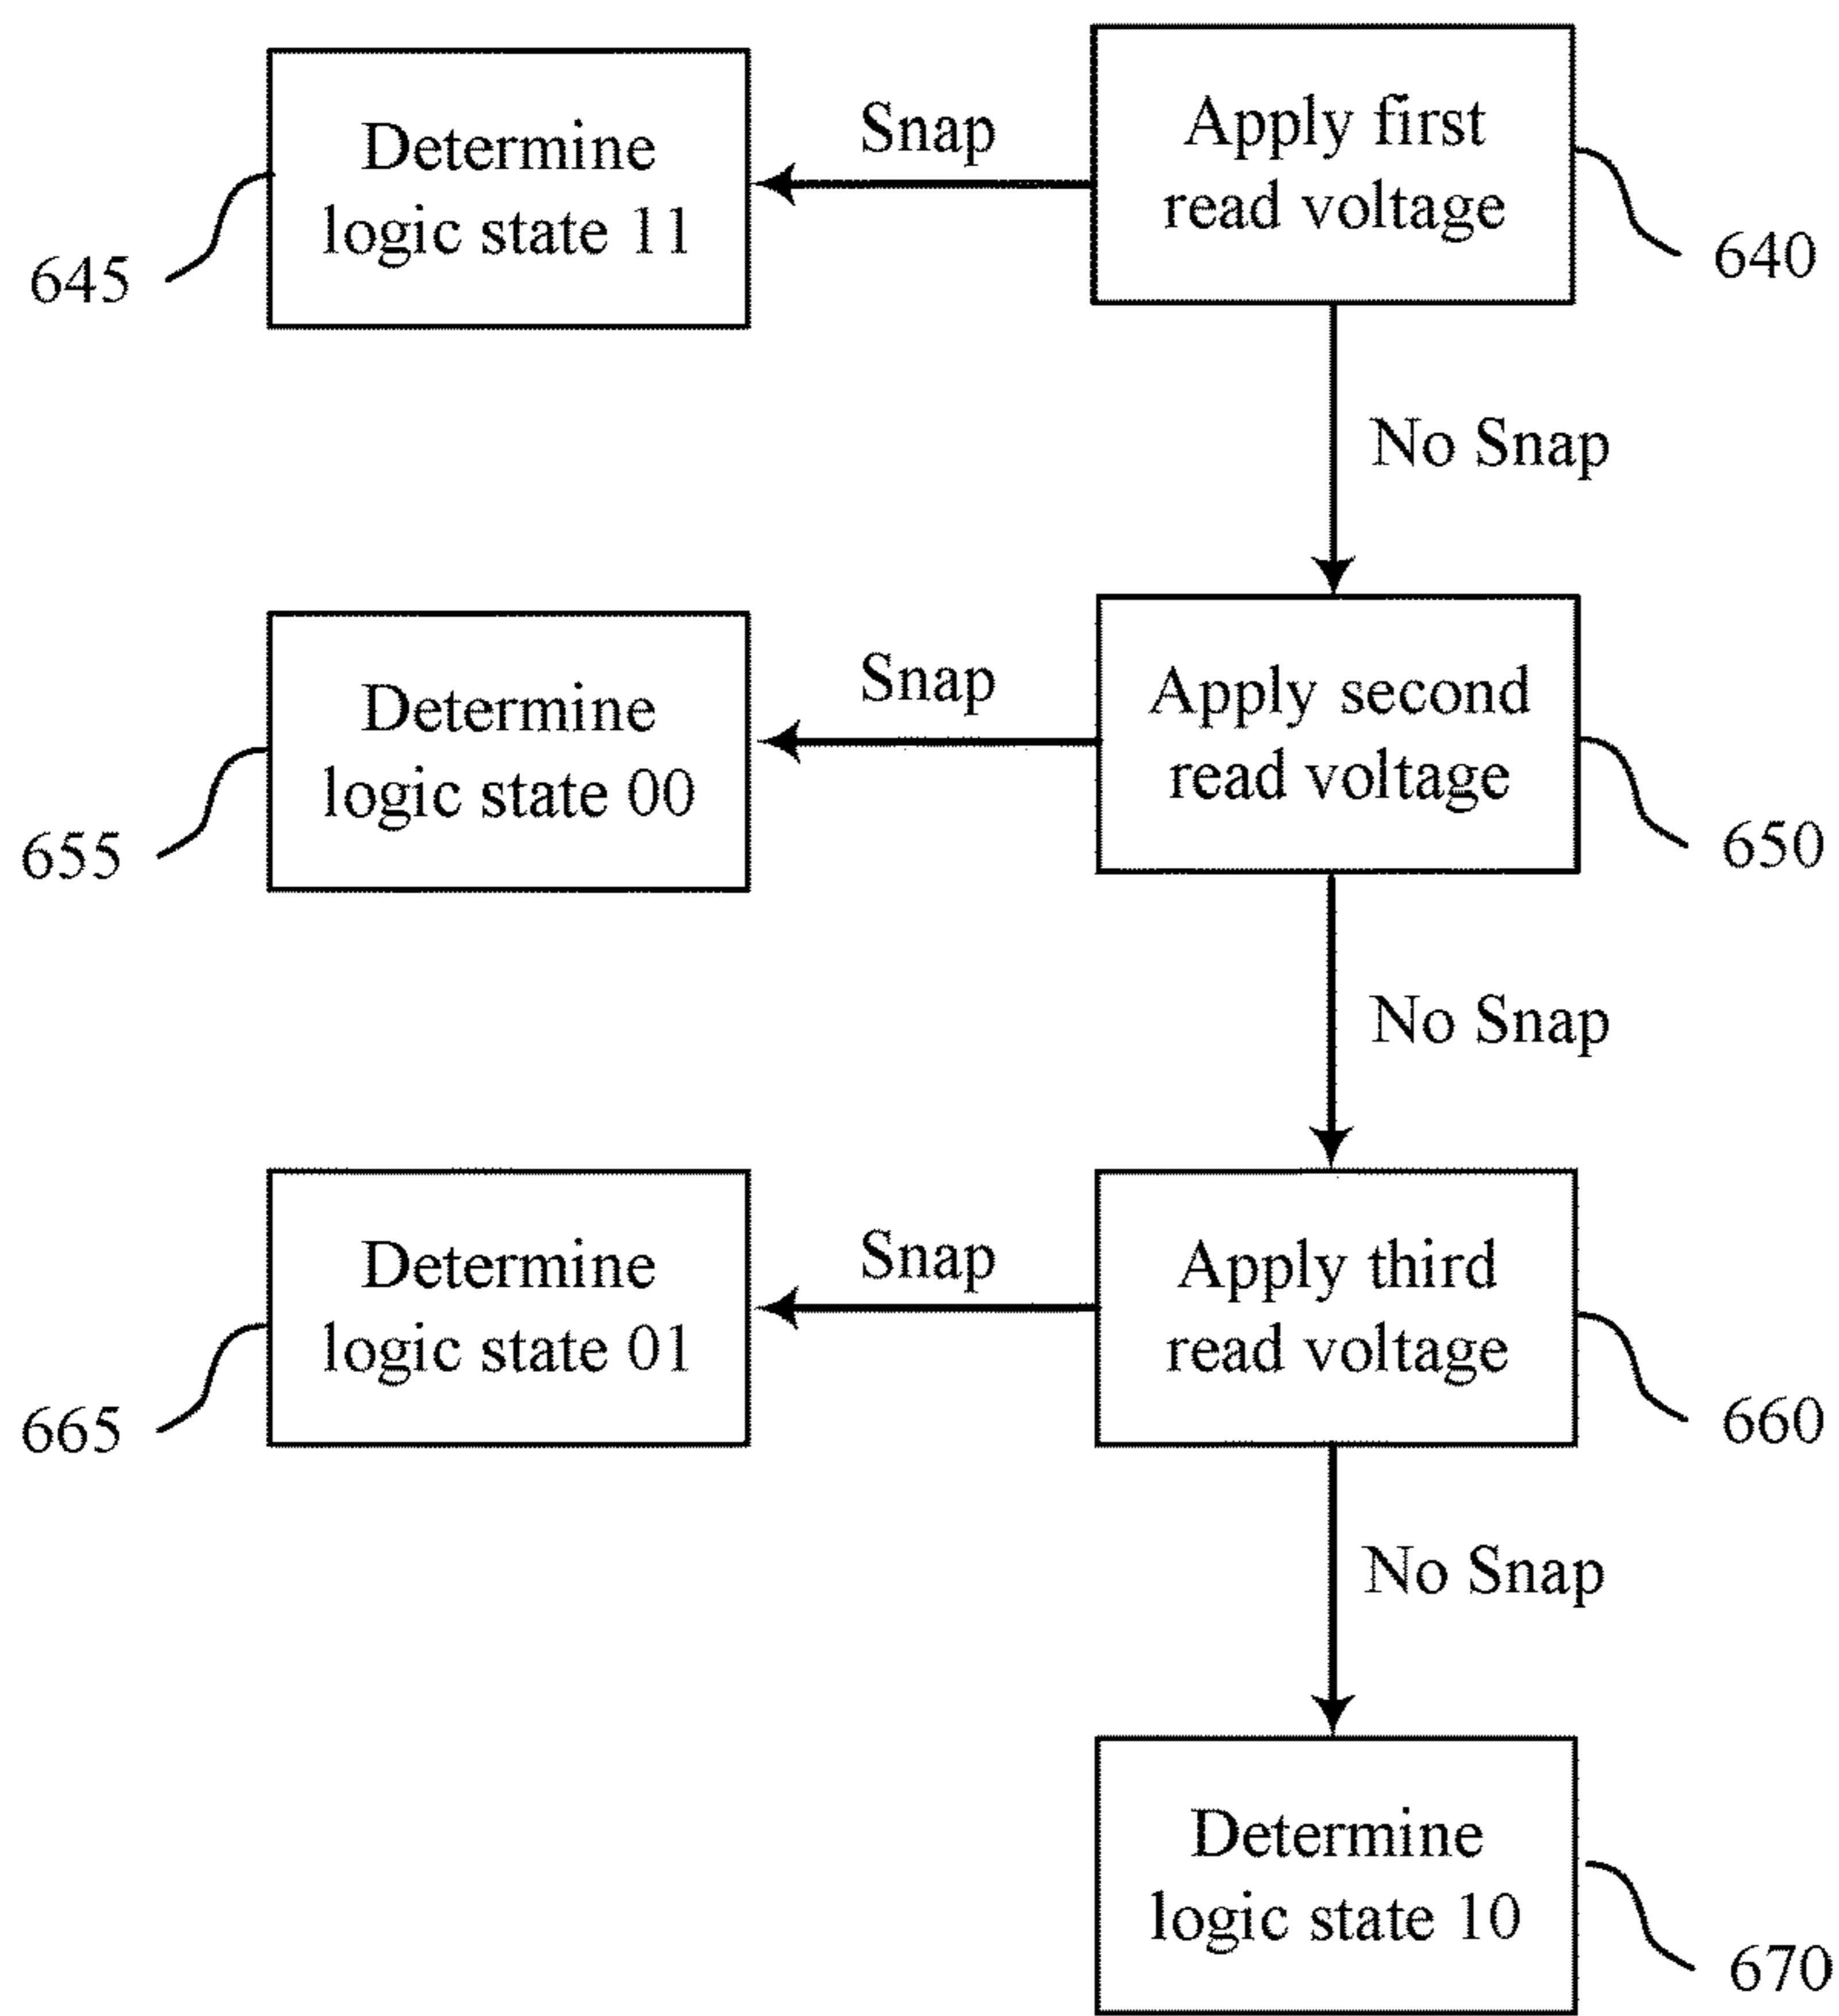 Apply first
read voltage
640
Snap
Determine
logic state 11
645
No Snap
Apply second
read voltage
650
Snap
Determine
logic state 00
655
No Snap
Apply third
read voltage
660
Snap
Determine
logic state 01
665
No Snap
Determine
logic state 10
670